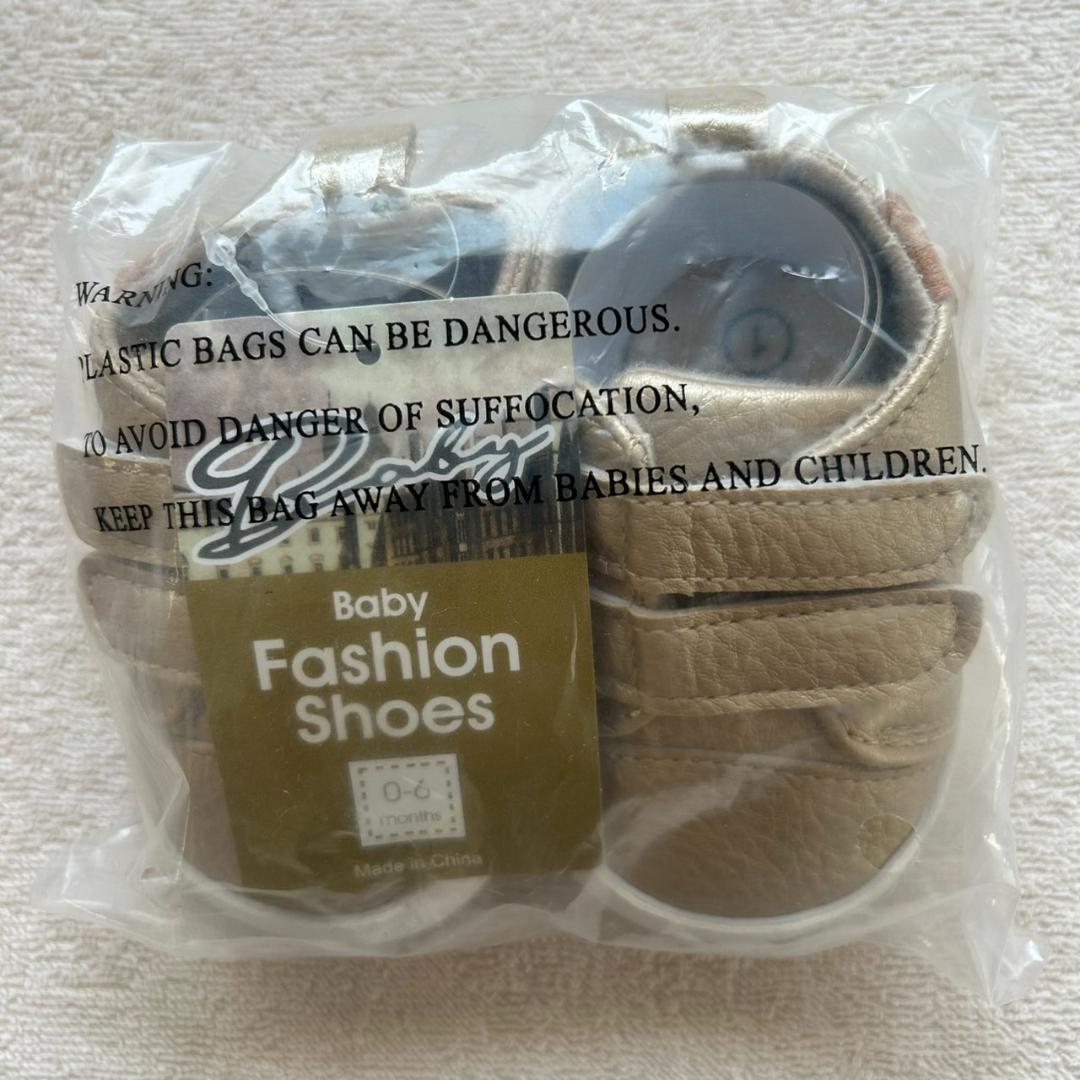 WARNING:
PLASTIC BAGS CAN BE DANGEROUS.
TO AVOID DANGER OF SUFFOCATION,
KEEP THIS BAG AWAY FROM BABIES AND CHILDREN.
Baby
Baby
Fashion
Shoes
0-6
months
Made in China
1